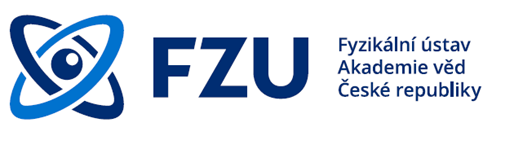 FZU
Fyzikální ústav
Akademie věd
České republiky